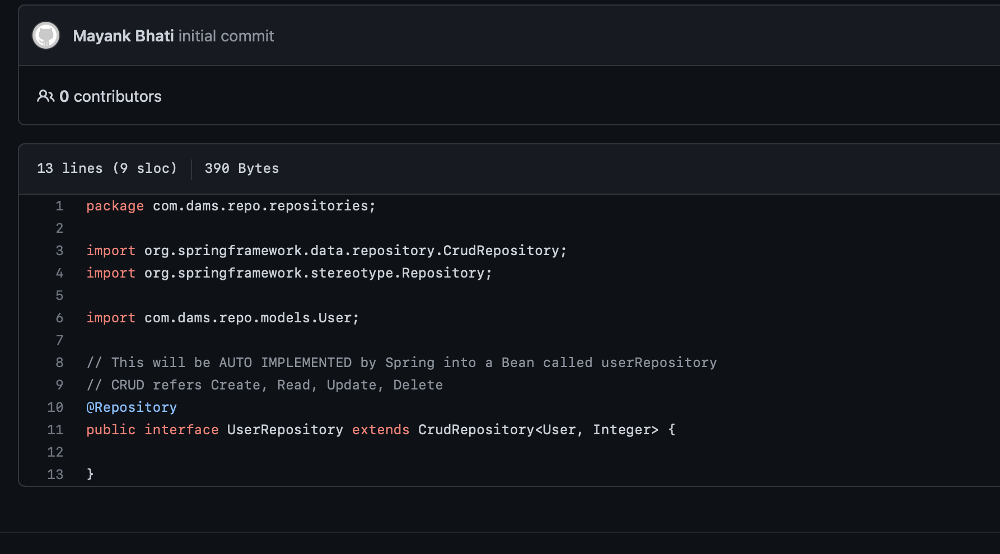 Mayank Bhati initial commit
0 contributors
13 lines (9 sloc) 390 Bytes
1 package com.dams.repo.repositories;
2
3 import org.springframework.data.repository.CrudRepository;
4 import org.springframework.stereotype.Repository;
5
6 import com.dams.repo.models.User;
7
8 // This will be AUTO IMPLEMENTED by Spring into a Bean called userRepository
9 // CRUD refers Create, Read, Update, Delete
10 @Repository
11 public interface UserRepository extends CrudRepository<User, Integer> {
12
13 }